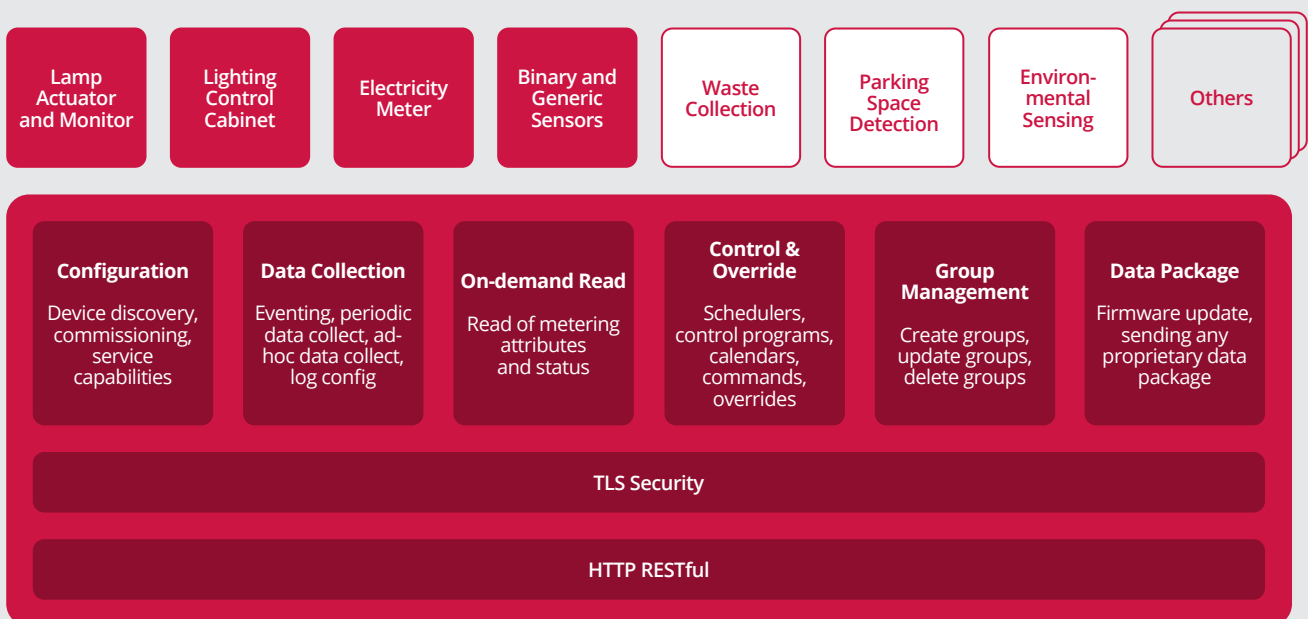 Lamp
Actuator
and Monitor
Lighting
Control
Cabinet
Electricity
Meter
Binary and
Generic
Sensors
Waste
Collection
Parking
Space
Detection
Environ-
mental
Sensing
Others
Configuration
Device discovery,
commissioning,
service
capabilities
Data Collection
Eventing, periodic
data collect, ad-
hoc data collect,
log config
On-demand Read
Read of metering
attributes
and status
Control &
Override
Schedulers,
control programs,
calendars,
commands,
overrides
Group
Management
Create groups,
update groups,
delete groups
Data Package
Firmware update,
sending any
proprietary data
package
TLS Security
HTTP RESTful